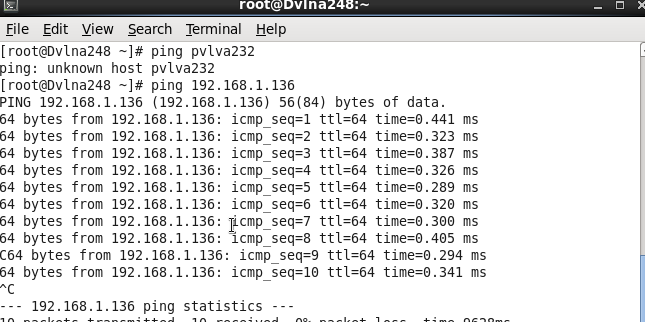 root@Dvlna248:~
File Edit View Search Terminal Help
[root@Dvlna248 ~]# ping pvlva232
ping: unknown host pvlva232
[root@Dvlna248 ~]# ping 192.168.1.136
PING 192.168.1.136 (192.168.1.136) 56(84) bytes of data.
64 bytes from 192.168.1.136: icmp_seq=1 ttl=64 time=0.441 ms
64 bytes from 192.168.1.136: icmp_seq=2 ttl=64 time=0.323 ms
64 bytes from 192.168.1.136: icmp_seq=3 ttl=64 time=0.387 ms
64 bytes from 192.168.1.136: icmp_seq=4 ttl=64 time=0.326 ms
64 bytes from 192.168.1.136: icmp_seq=5 ttl=64 time=0.289 ms
64 bytes from 192.168.1.136: icmp_seq=6 ttl=64 time=0.320 ms
64 bytes from 192.168.1.136: icmp_seq=7 ttl=64 time=0.300 ms
64 bytes from 192.168.1.136: icmp_seq=8 ttl=64 time=0.405 ms
C64 bytes from 192.168.1.136: icmp_seq=9 ttl=64 time=0.294 ms
64 bytes from 192.168.1.136: icmp_seq=10 ttl=64 time=0.341 ms
^C
--- 192.168.1.136 ping statistics ---
10 packets transmitted, 10 received, 0% packet loss, time 9628ms